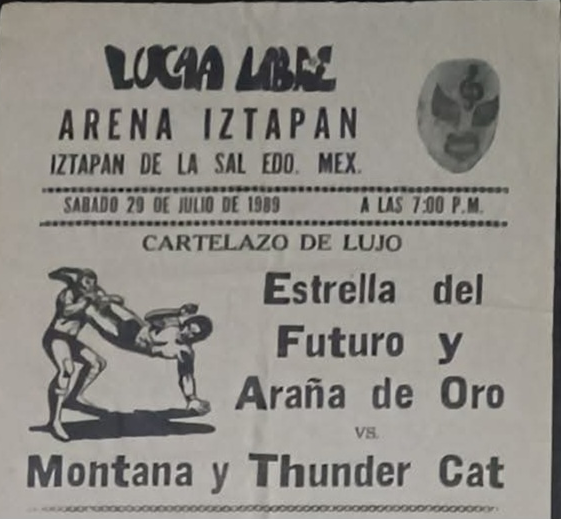 LUCHA LIBRE
ARENA IZTAPAN
IZTAPAN DE LA SAL EDO. MEX.
SABADO 29 DE JULIO DE 1989 A LAS 7:00 P.M.
CARTELAZO DE LUJO
Estrella del
Futuro y
Araña de Oro
VS.
Montana y Thunder Cat